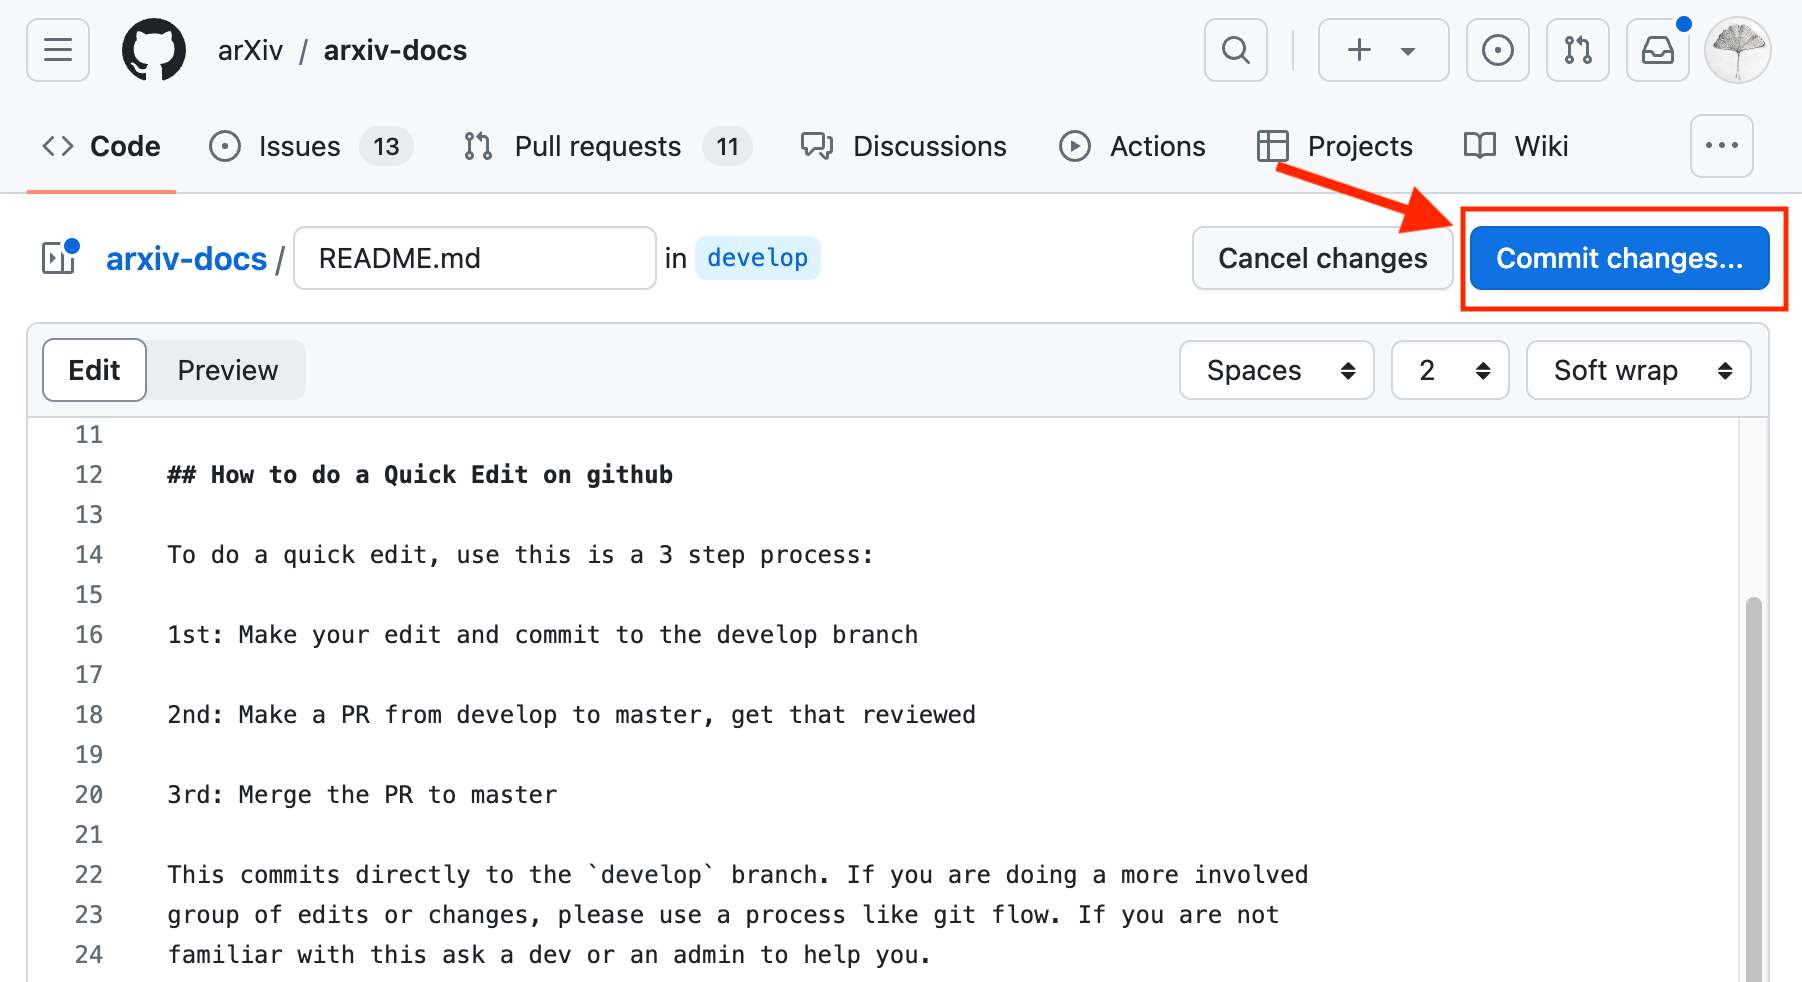 arXiv / arxiv-docs
Code Issues 13 Pull requests 11 Discussions Actions Projects Wiki
arxiv-docs / README.md in develop Cancel changes Commit changes...
Edit Preview Spaces 2 Soft wrap
11
12 ## How to do a Quick Edit on github
13
14 To do a quick edit, use this is a 3 step process:
15
16 1st: Make your edit and commit to the develop branch
17
18 2nd: Make a PR from develop to master, get that reviewed
19
20 3rd: Merge the PR to master
21
22 This commits directly to the `develop` branch. If you are doing a more involved
23 group of edits or changes, please use a process like git flow. If you are not
24 familiar with this ask a dev or an admin to help you.